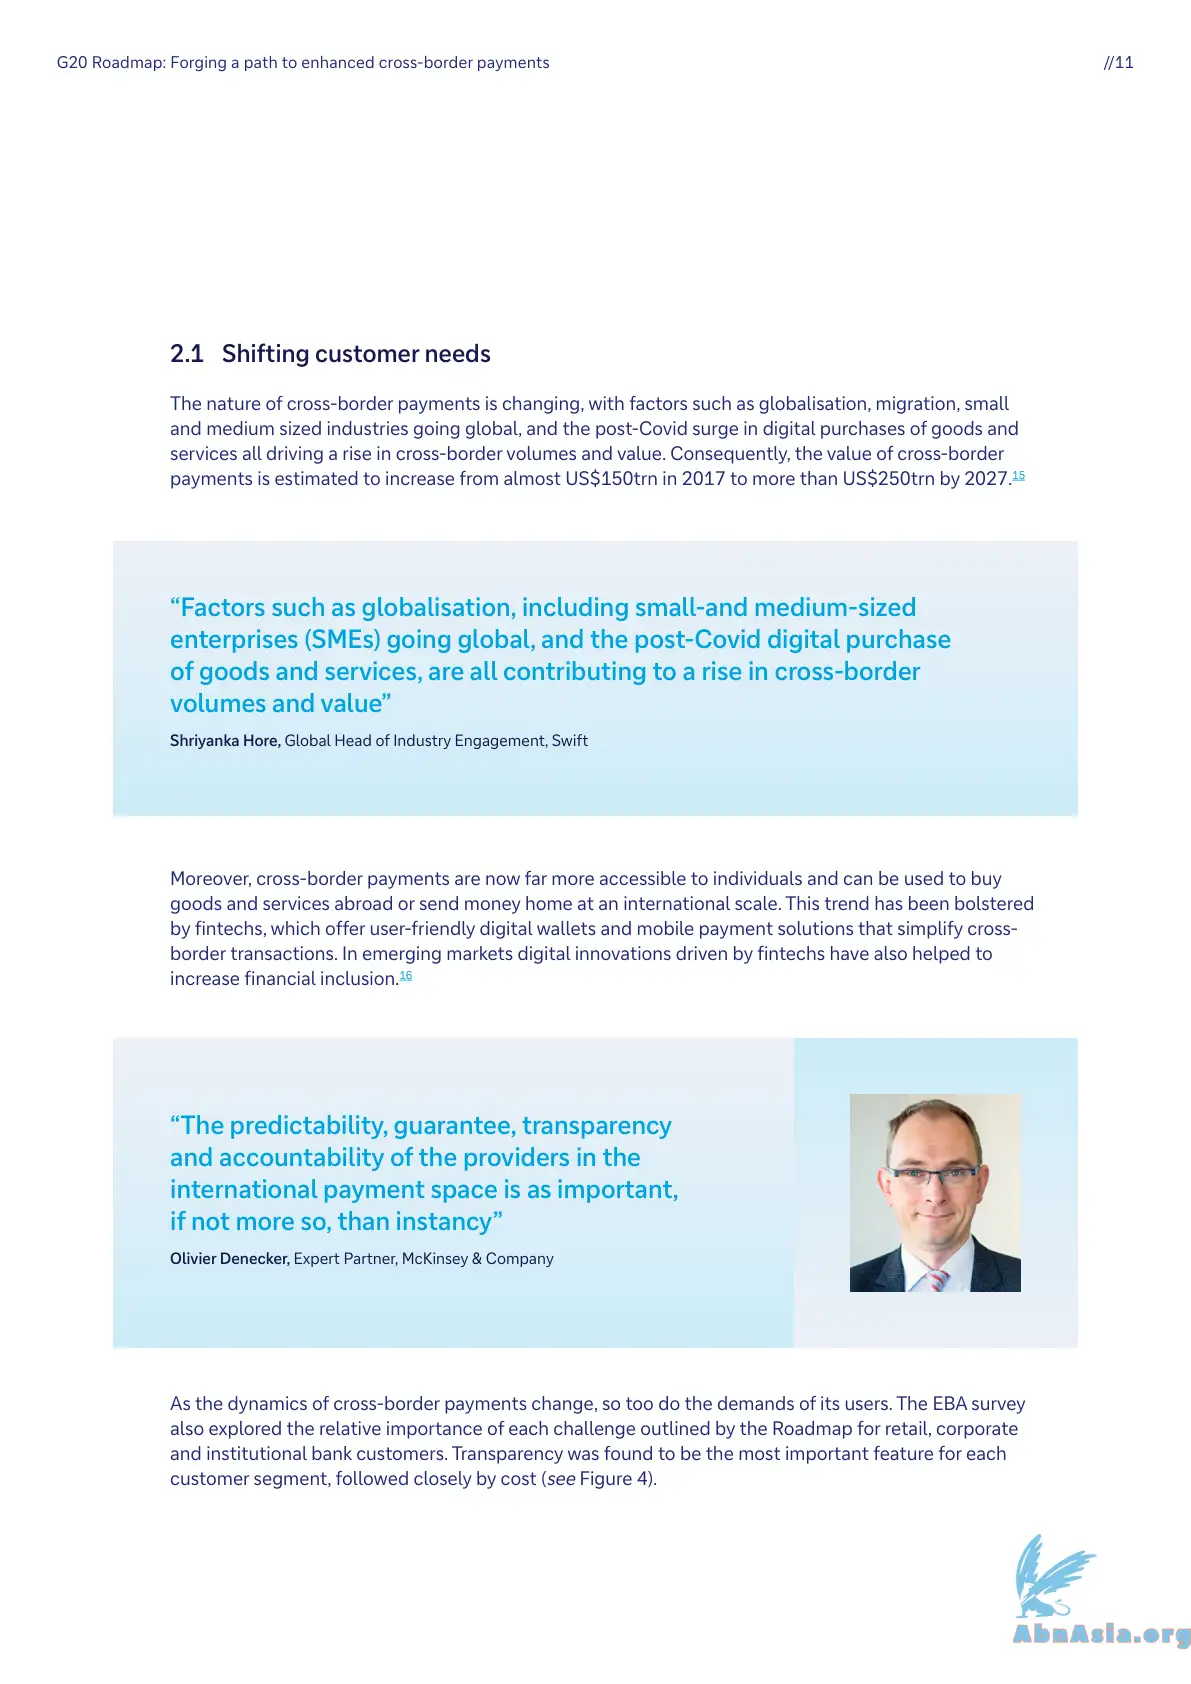 G20 Roadmap: Forging a path to enhanced cross-border payments
//11
2.1 Shifting customer needs
The nature of cross-border payments is changing, with factors such as globalisation, migration, small
and medium sized industries going global, and the post-Covid surge in digital purchases of goods and
services all driving a rise in cross-border volumes and value. Consequently, the value of cross-border
payments is estimated to increase from almost US$150trn in 2017 to more than US$250trn by 2027.15
“Factors such as globalisation, including small-and medium-sized
enterprises (SMEs) going global, and the post-Covid digital purchase
of goods and services, are all contributing to a rise in cross-border
volumes and value”
Shriyanka Hore, Global Head of Industry Engagement, Swift
Moreover, cross-border payments are now far more accessible to individuals and can be used to buy
goods and services abroad or send money home at an international scale. This trend has been bolstered
by fintechs, which offer user-friendly digital wallets and mobile payment solutions that simplify cross-
border transactions. In emerging markets digital innovations driven by fintechs have also helped to
increase financial inclusion.16
“The predictability, guarantee, transparency
and accountability of the providers in the
international payment space is as important,
if not more so, than instancy”
Olivier Denecker, Expert Partner, McKinsey & Company
As the dynamics of cross-border payments change, so too do the demands of its users. The EBA survey
also explored the relative importance of each challenge outlined by the Roadmap for retail, corporate
and institutional bank customers. Transparency was found to be the most important feature for each
customer segment, followed closely by cost (see Figure 4).
AbnAsia.org